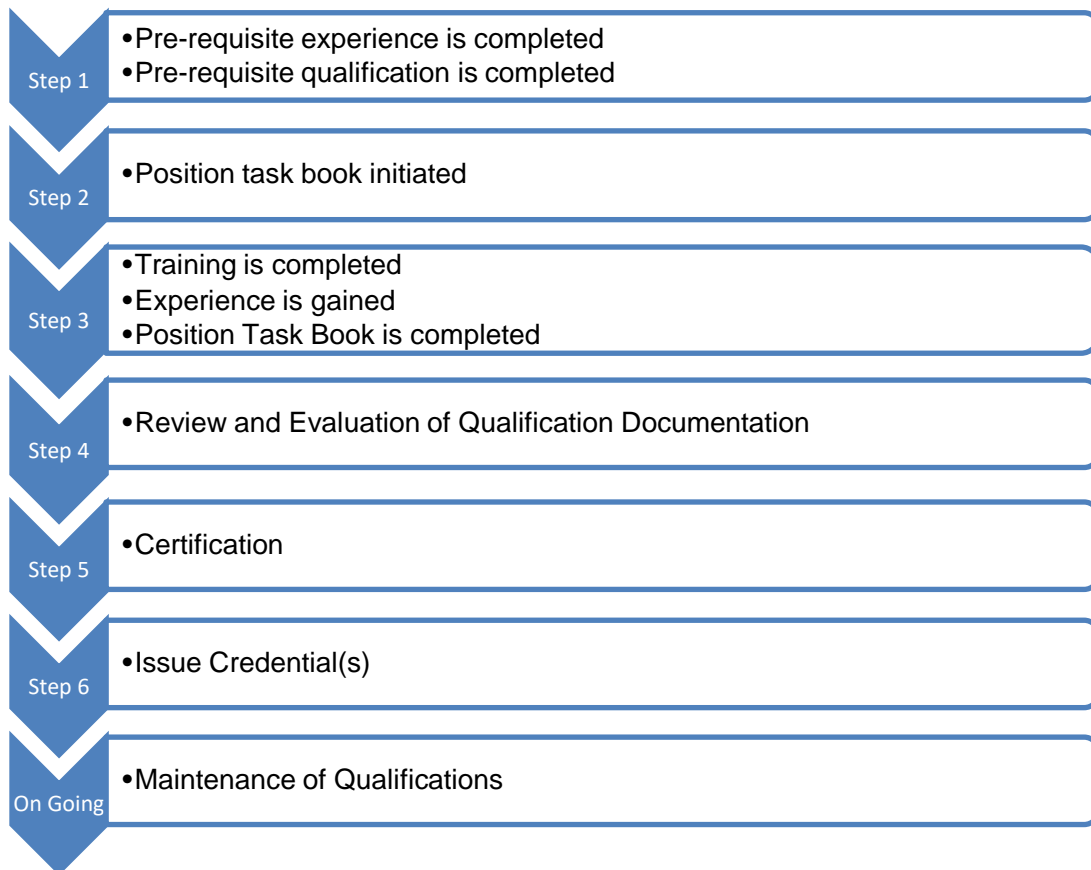 Step 1
•Pre-requisite experience is completed
•Pre-requisite qualification is completed
Step 2
•Position task book initiated
Step 3
•Training is completed
•Experience is gained
•Position Task Book is completed
Step 4
•Review and Evaluation of Qualification Documentation
Step 5
•Certification
Step 6
•Issue Credential(s)
On Going
•Maintenance of Qualifications